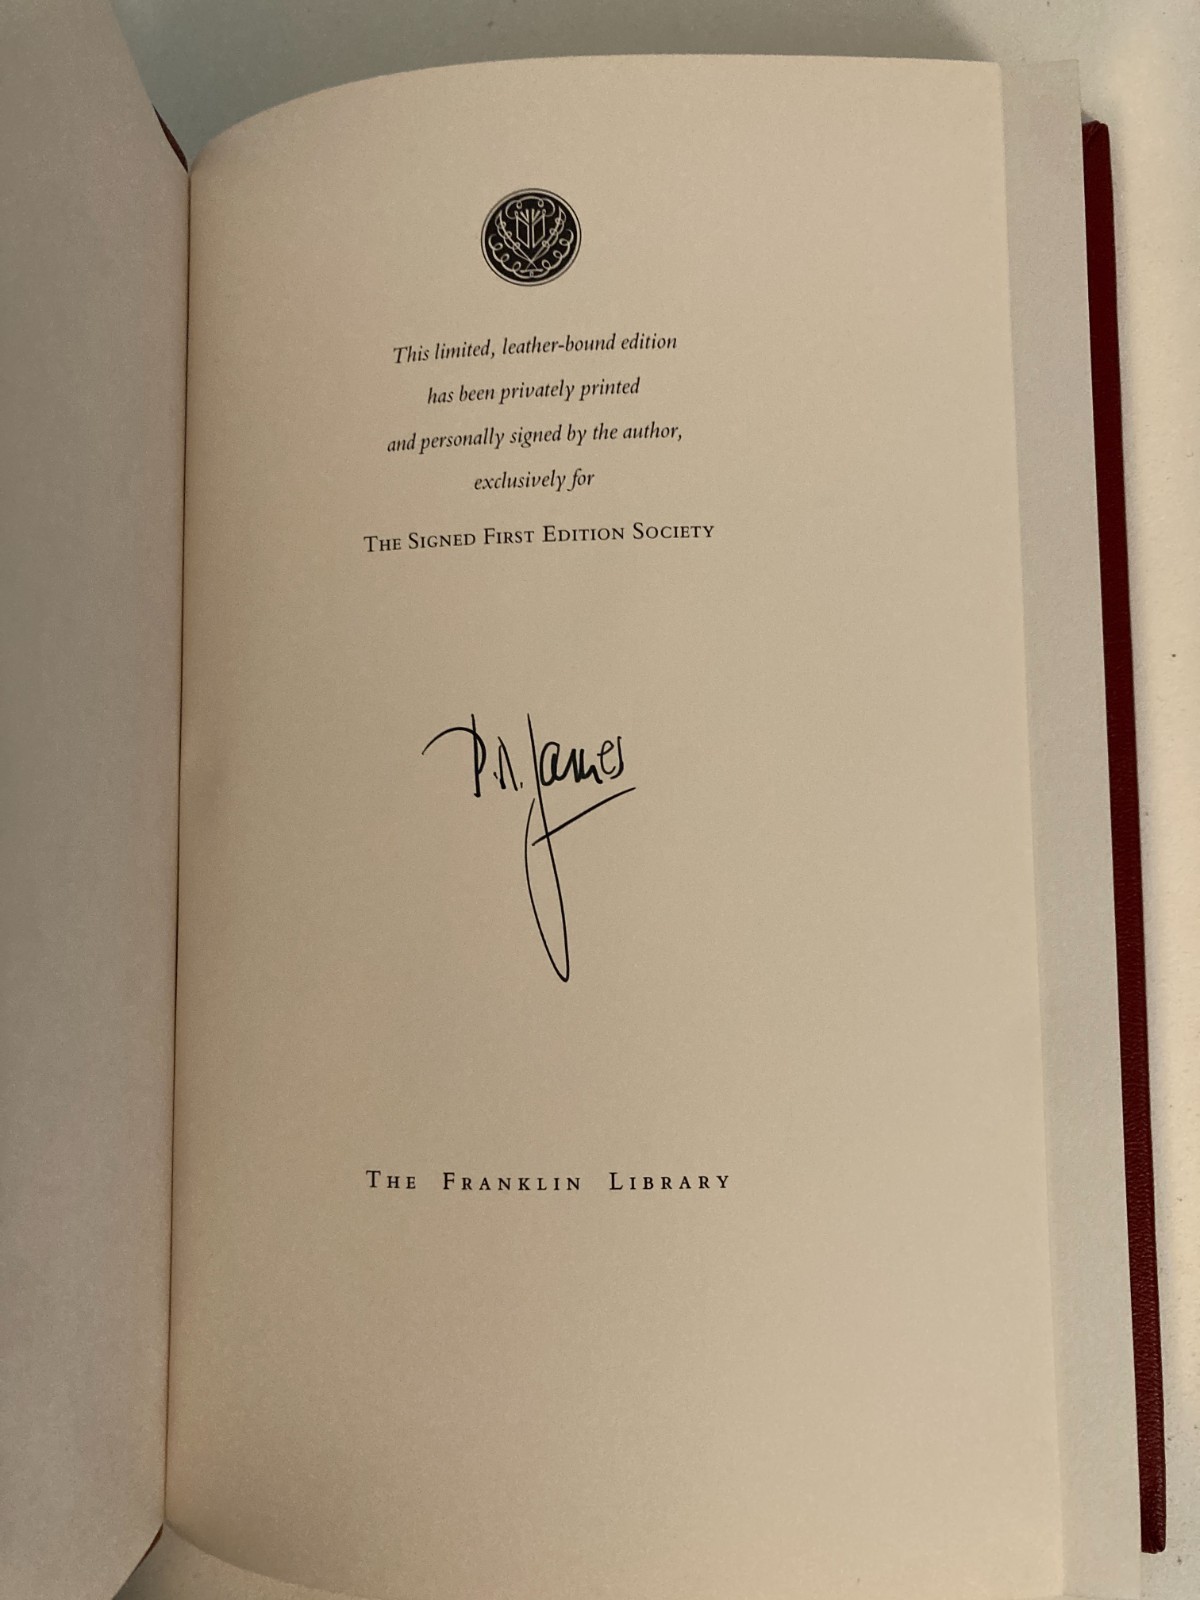 This limited, leather-bound edition
has been privately printed
and personally signed by the author,
exclusively for
THE SIGNED FIRST EDITION SOCIETY
P.D. James
THE FRANKLIN LIBRARY